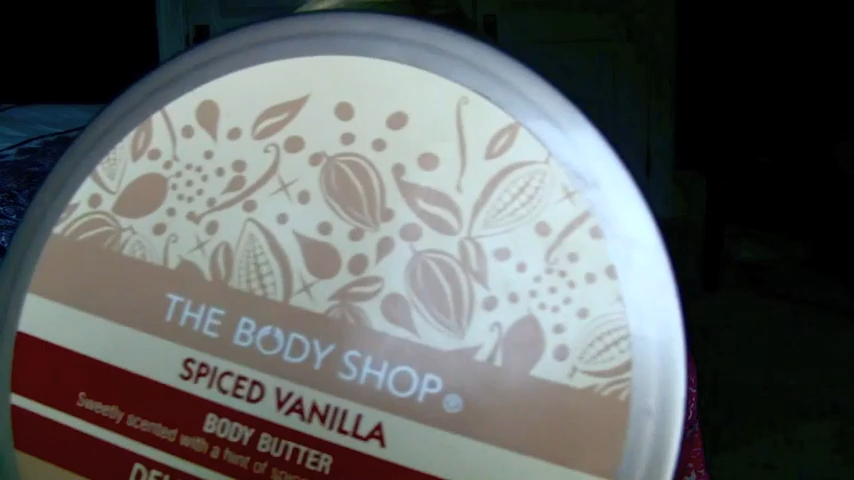 THE BODY SHOP®
SPICED VANILLA
BODY BUTTER
Sweetly scented with a hint of